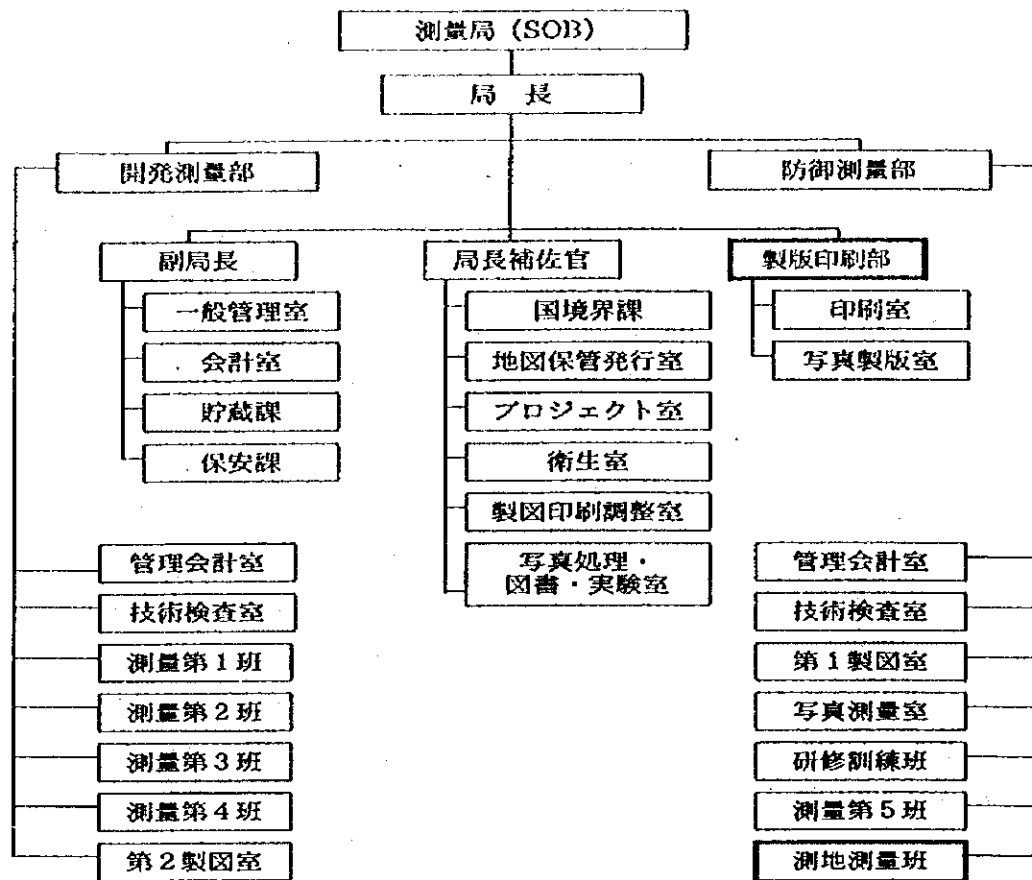 測量局 (SOB)
局 長
開発測量部
防御測量部
副局長
一般管理室
会計室
貯蔵課
保安課
局長補佐官
国境界課
地図保管発行室
プロジェクト室
衛生室
製図印刷調整室
写真処理・
図書・実験室
製版印刷部
印刷室
写真製版室
管理会計室
技術検査室
測量第1班
測量第2班
測量第3班
測量第4班
第2製図室
管理会計室
技術検査室
第1製図室
写真測量室
研修訓練班
測量第5班
測地測量班